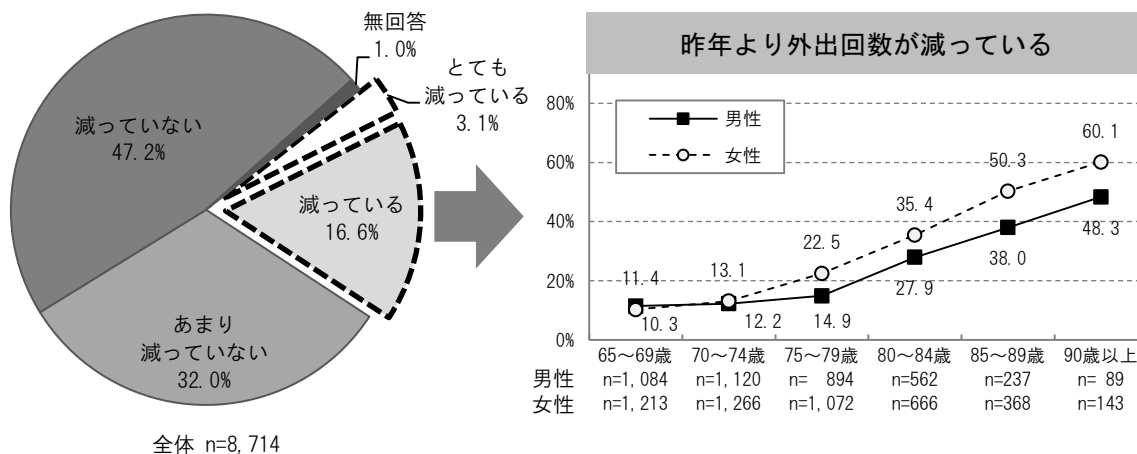 無回答
1.0%
とても
減っている
3.1%
減っていない
47.2%
減っている
16.6%
あまり
減っていない
32.0%
全体 n=8,714
昨年より外出回数が減っている
80%
60%
40%
20%
0%
男性
女性
11.4 13.1 22.5 35.4 50.3 60.1
10.3 12.2 14.9 27.9 38.0 48.3
65～69歳 70～74歳 75～79歳 80～84歳 85～89歳 90歳以上
男性 n=1,084 n=1,120 n= 894 n=562 n=237 n= 89
女性 n=1,213 n=1,266 n=1,072 n=666 n=368 n=143